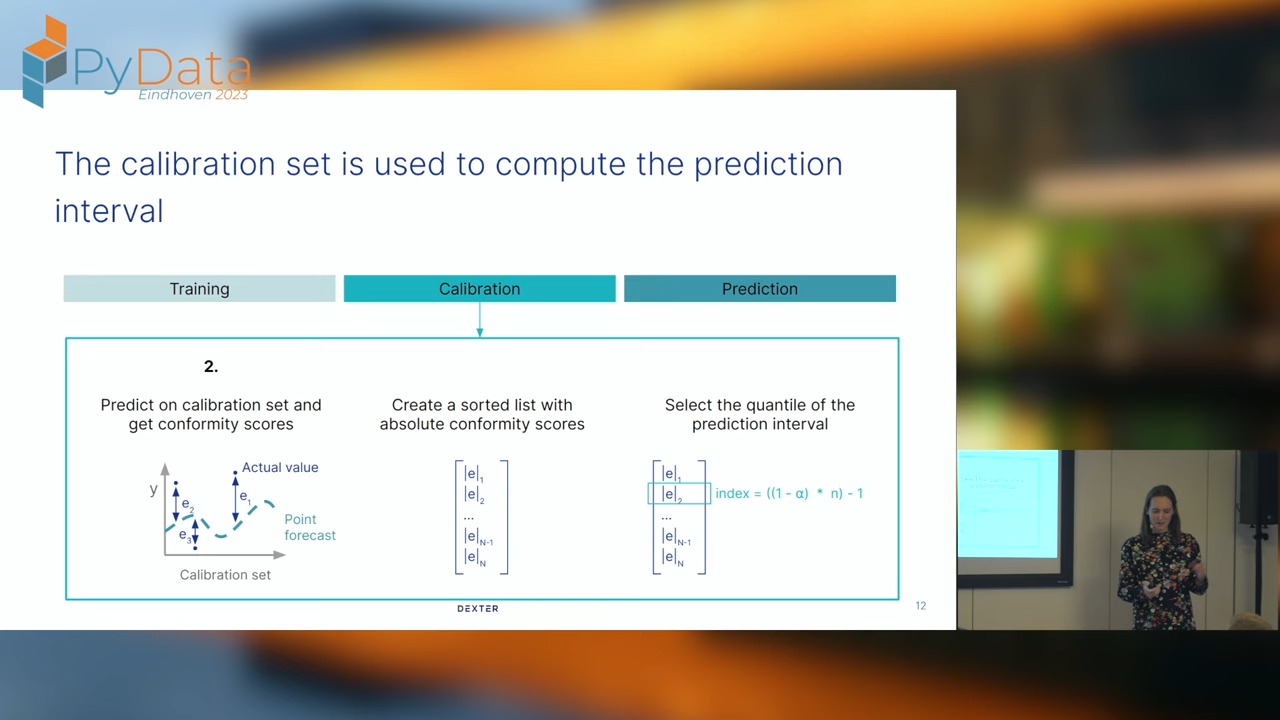 PyData
Eindhoven 2023
The calibration set is used to compute the prediction
interval
Training
Calibration
Prediction
2.
Predict on calibration set and
get conformity scores
Create a sorted list with
absolute conformity scores
Select the quantile of the
prediction interval
y
Actual value
e1
e2
e3
Point
forecast
Calibration set
|e|1
|e|2
...
|e|N-1
|e|N
|e|1
|e|2
index = ((1 - α) * n) - 1
...
|e|N-1
|e|N
DEXTER
12